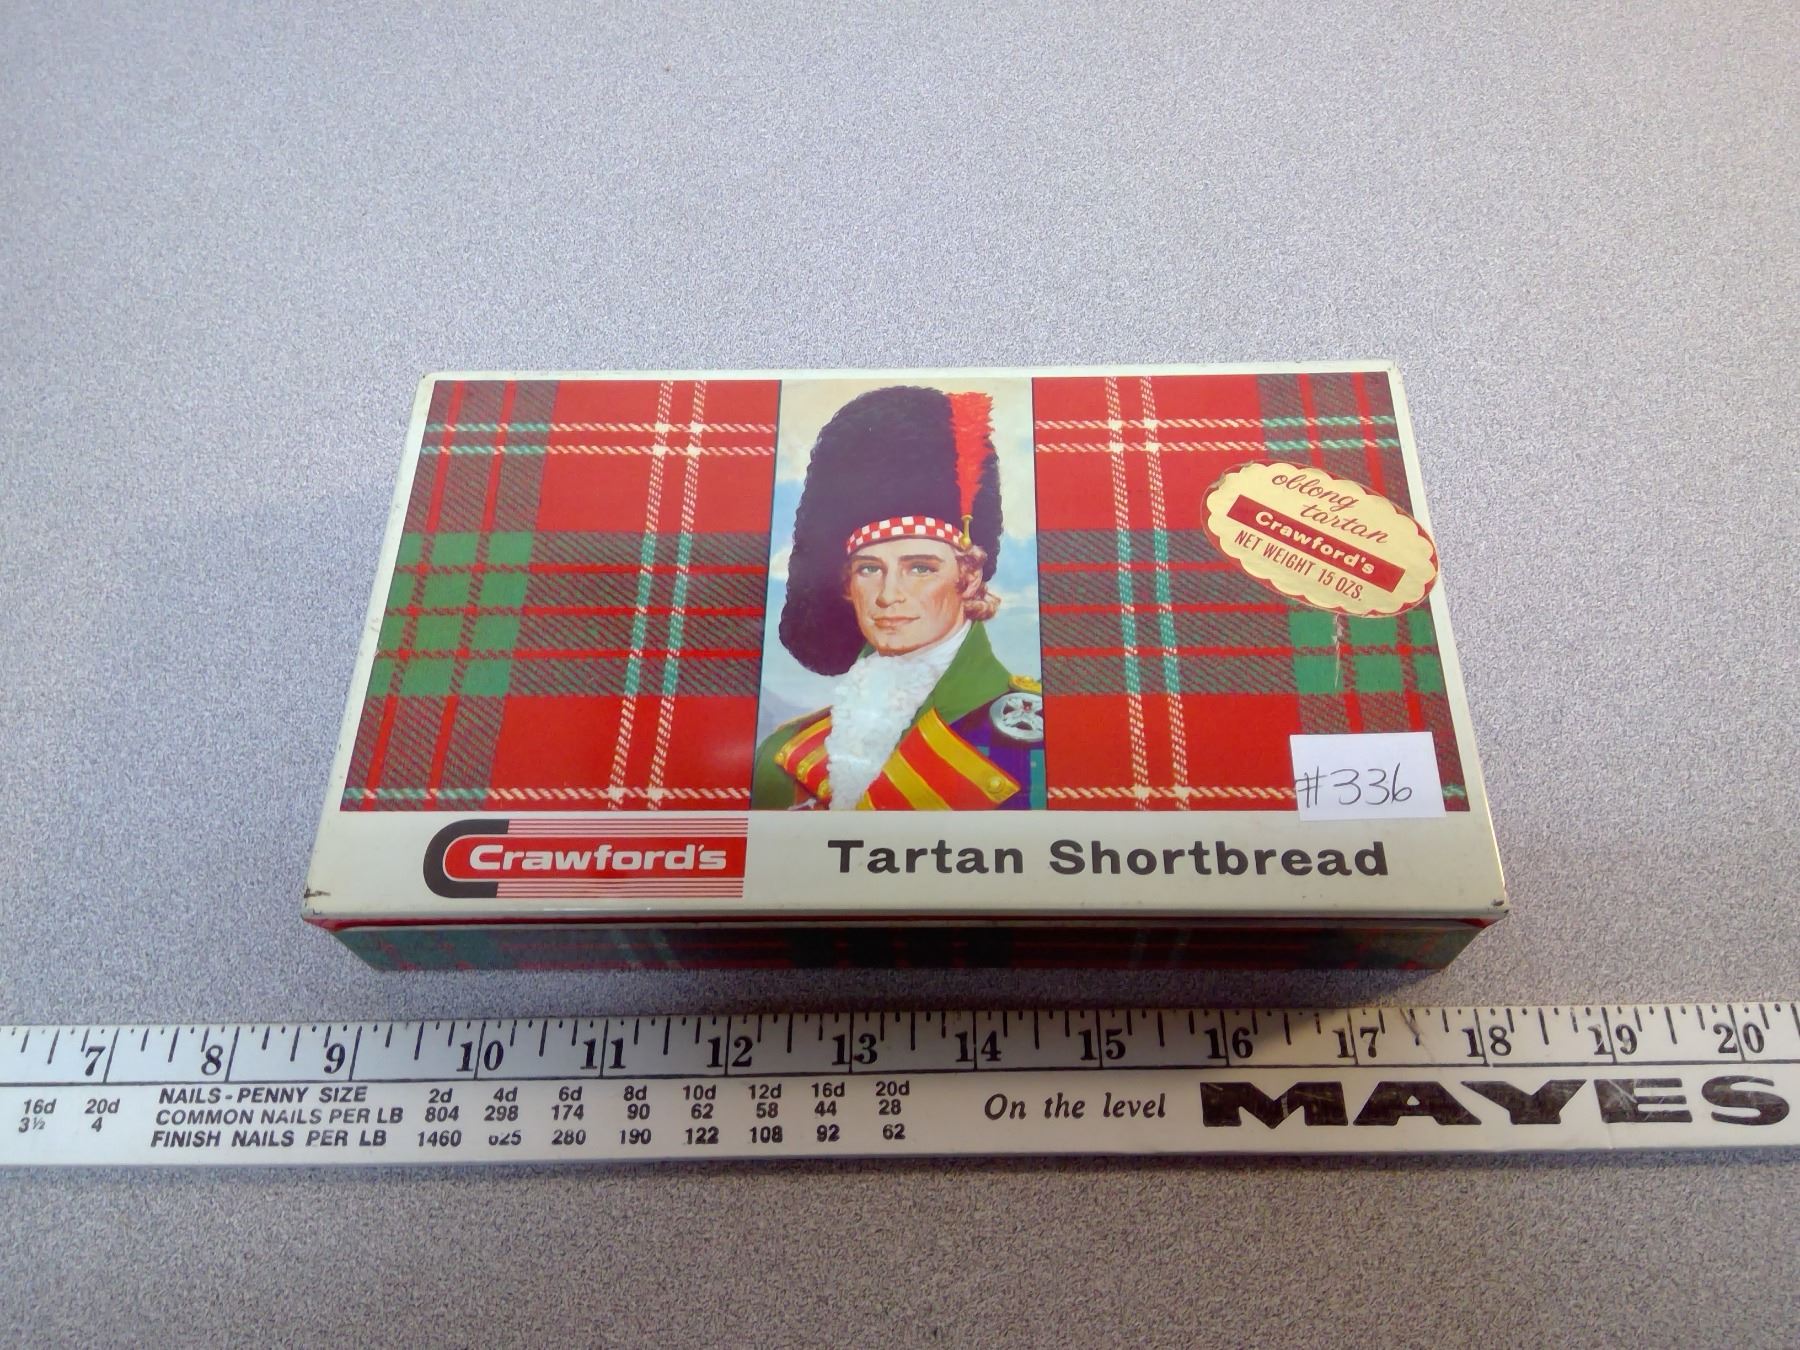 oblong
tartan
Crawford's
NET WEIGHT 15 OZS.
#336
Crawford's
Tartan Shortbread
7 8 9 10 11 12 13 14 15 16 17 18 19 20
16d 20d
3½ 4
NAILS-PENNY SIZE 2d 4d 6d 8d 10d 12d 16d 20d
COMMON NAILS PER LB 804 298 174 90 62 58 44 28
FINISH NAILS PER LB 1460 625 280 190 122 108 92 62
On the level
MAYES